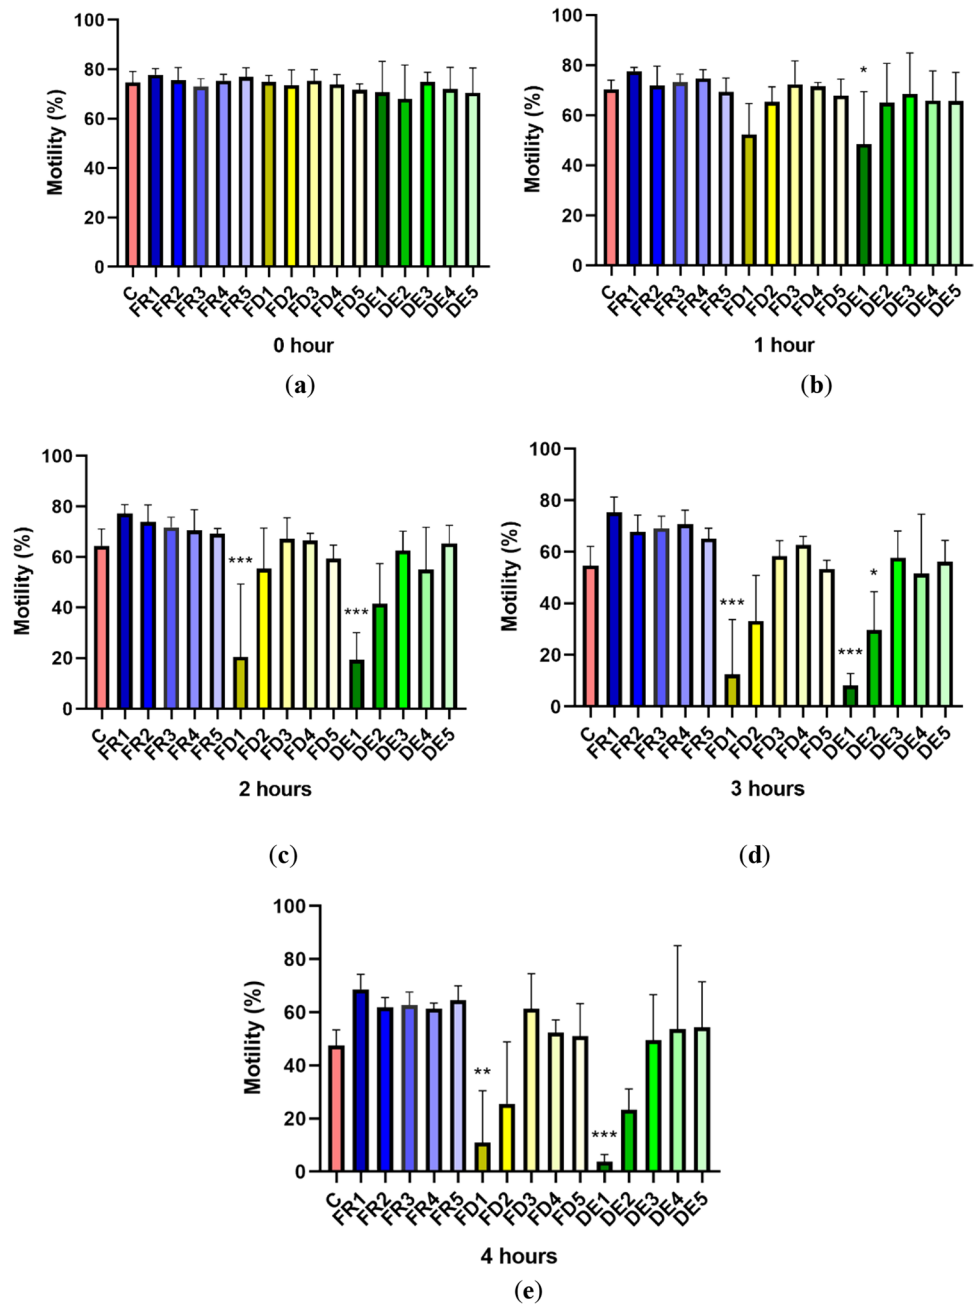 100
80
60
40
20
0
Motility (%)
C FR1 FR2 FR3 FR4 FR5 FD1 FD2 FD3 FD4 FD5 DE1 DE2 DE3 DE4 DE5
0 hour
(a)
100
80
60
40
20
0
Motility (%)
*
C FR1 FR2 FR3 FR4 FR5 FD1 FD2 FD3 FD4 FD5 DE1 DE2 DE3 DE4 DE5
1 hour
(b)
100
80
60
40
20
0
Motility (%)
*** ***
C FR1 FR2 FR3 FR4 FR5 FD1 FD2 FD3 FD4 FD5 DE1 DE2 DE3 DE4 DE5
2 hours
(c)
100
80
60
40
20
0
Motility (%)
*** *** *
C FR1 FR2 FR3 FR4 FR5 FD1 FD2 FD3 FD4 FD5 DE1 DE2 DE3 DE4 DE5
3 hours
(d)
100
80
60
40
20
0
Motility (%)
** ***
C FR1 FR2 FR3 FR4 FR5 FD1 FD2 FD3 FD4 FD5 DE1 DE2 DE3 DE4 DE5
4 hours
(e)